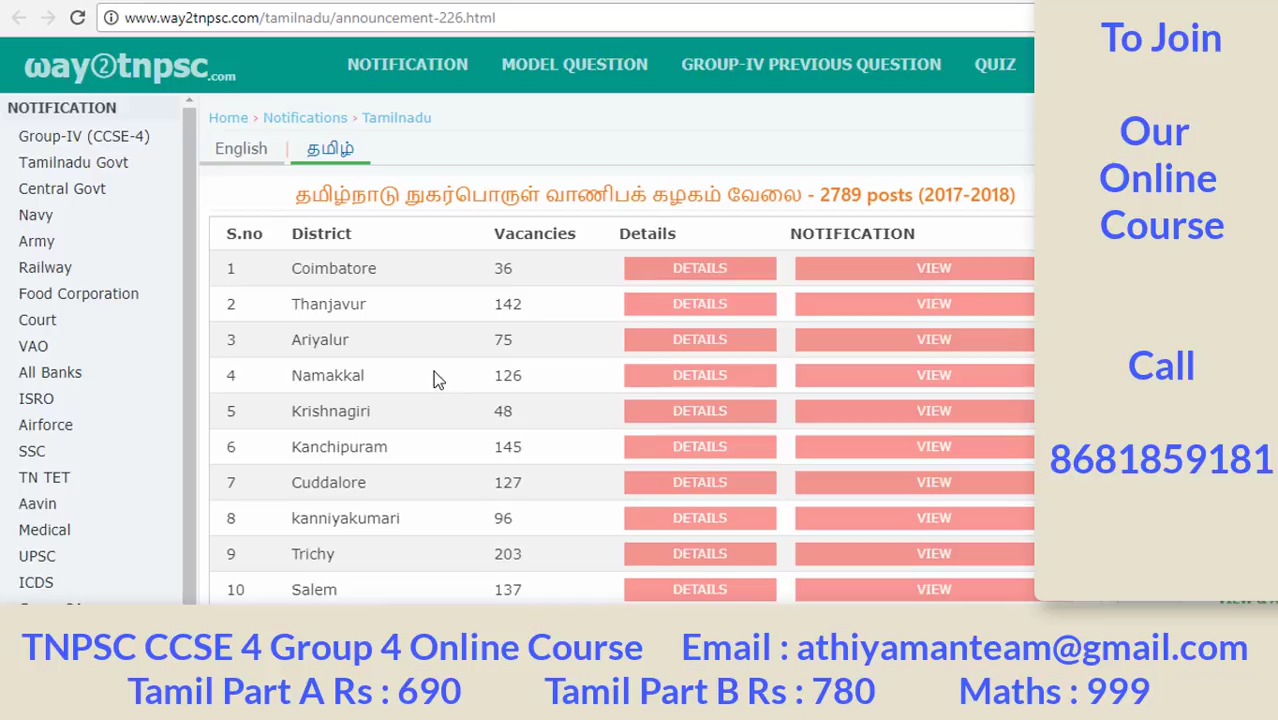 www.way2tnpsc.com/tamilnadu/announcement-226.html
way2tnpsc.com NOTIFICATION MODEL QUESTION GROUP-IV PREVIOUS QUESTION QUIZ
NOTIFICATION
Group-IV (CCSE-4)
Tamilnadu Govt
Central Govt
Navy
Army
Railway
Food Corporation
Court
VAO
All Banks
ISRO
Airforce
SSC
TN TET
Aavin
Medical
UPSC
ICDS
Home › Notifications › Tamilnadu
English | தமிழ்
தமிழ்நாடு நுகர்பொருள் வாணிபக் கழகம் வேலை - 2789 posts (2017-2018)
S.no District Vacancies Details NOTIFICATION
1 Coimbatore 36 DETAILS VIEW
2 Thanjavur 142 DETAILS VIEW
3 Ariyalur 75 DETAILS VIEW
4 Namakkal 126 DETAILS VIEW
5 Krishnagiri 48 DETAILS VIEW
6 Kanchipuram 145 DETAILS VIEW
7 Cuddalore 127 DETAILS VIEW
8 kanniyakumari 96 DETAILS VIEW
9 Trichy 203 DETAILS VIEW
10 Salem 137 DETAILS VIEW
To Join
Our
Online
Course
Call
8681859181
TNPSC CCSE 4 Group 4 Online Course Email : athiyamanteam@gmail.com
Tamil Part A Rs : 690 Tamil Part B Rs : 780 Maths : 999